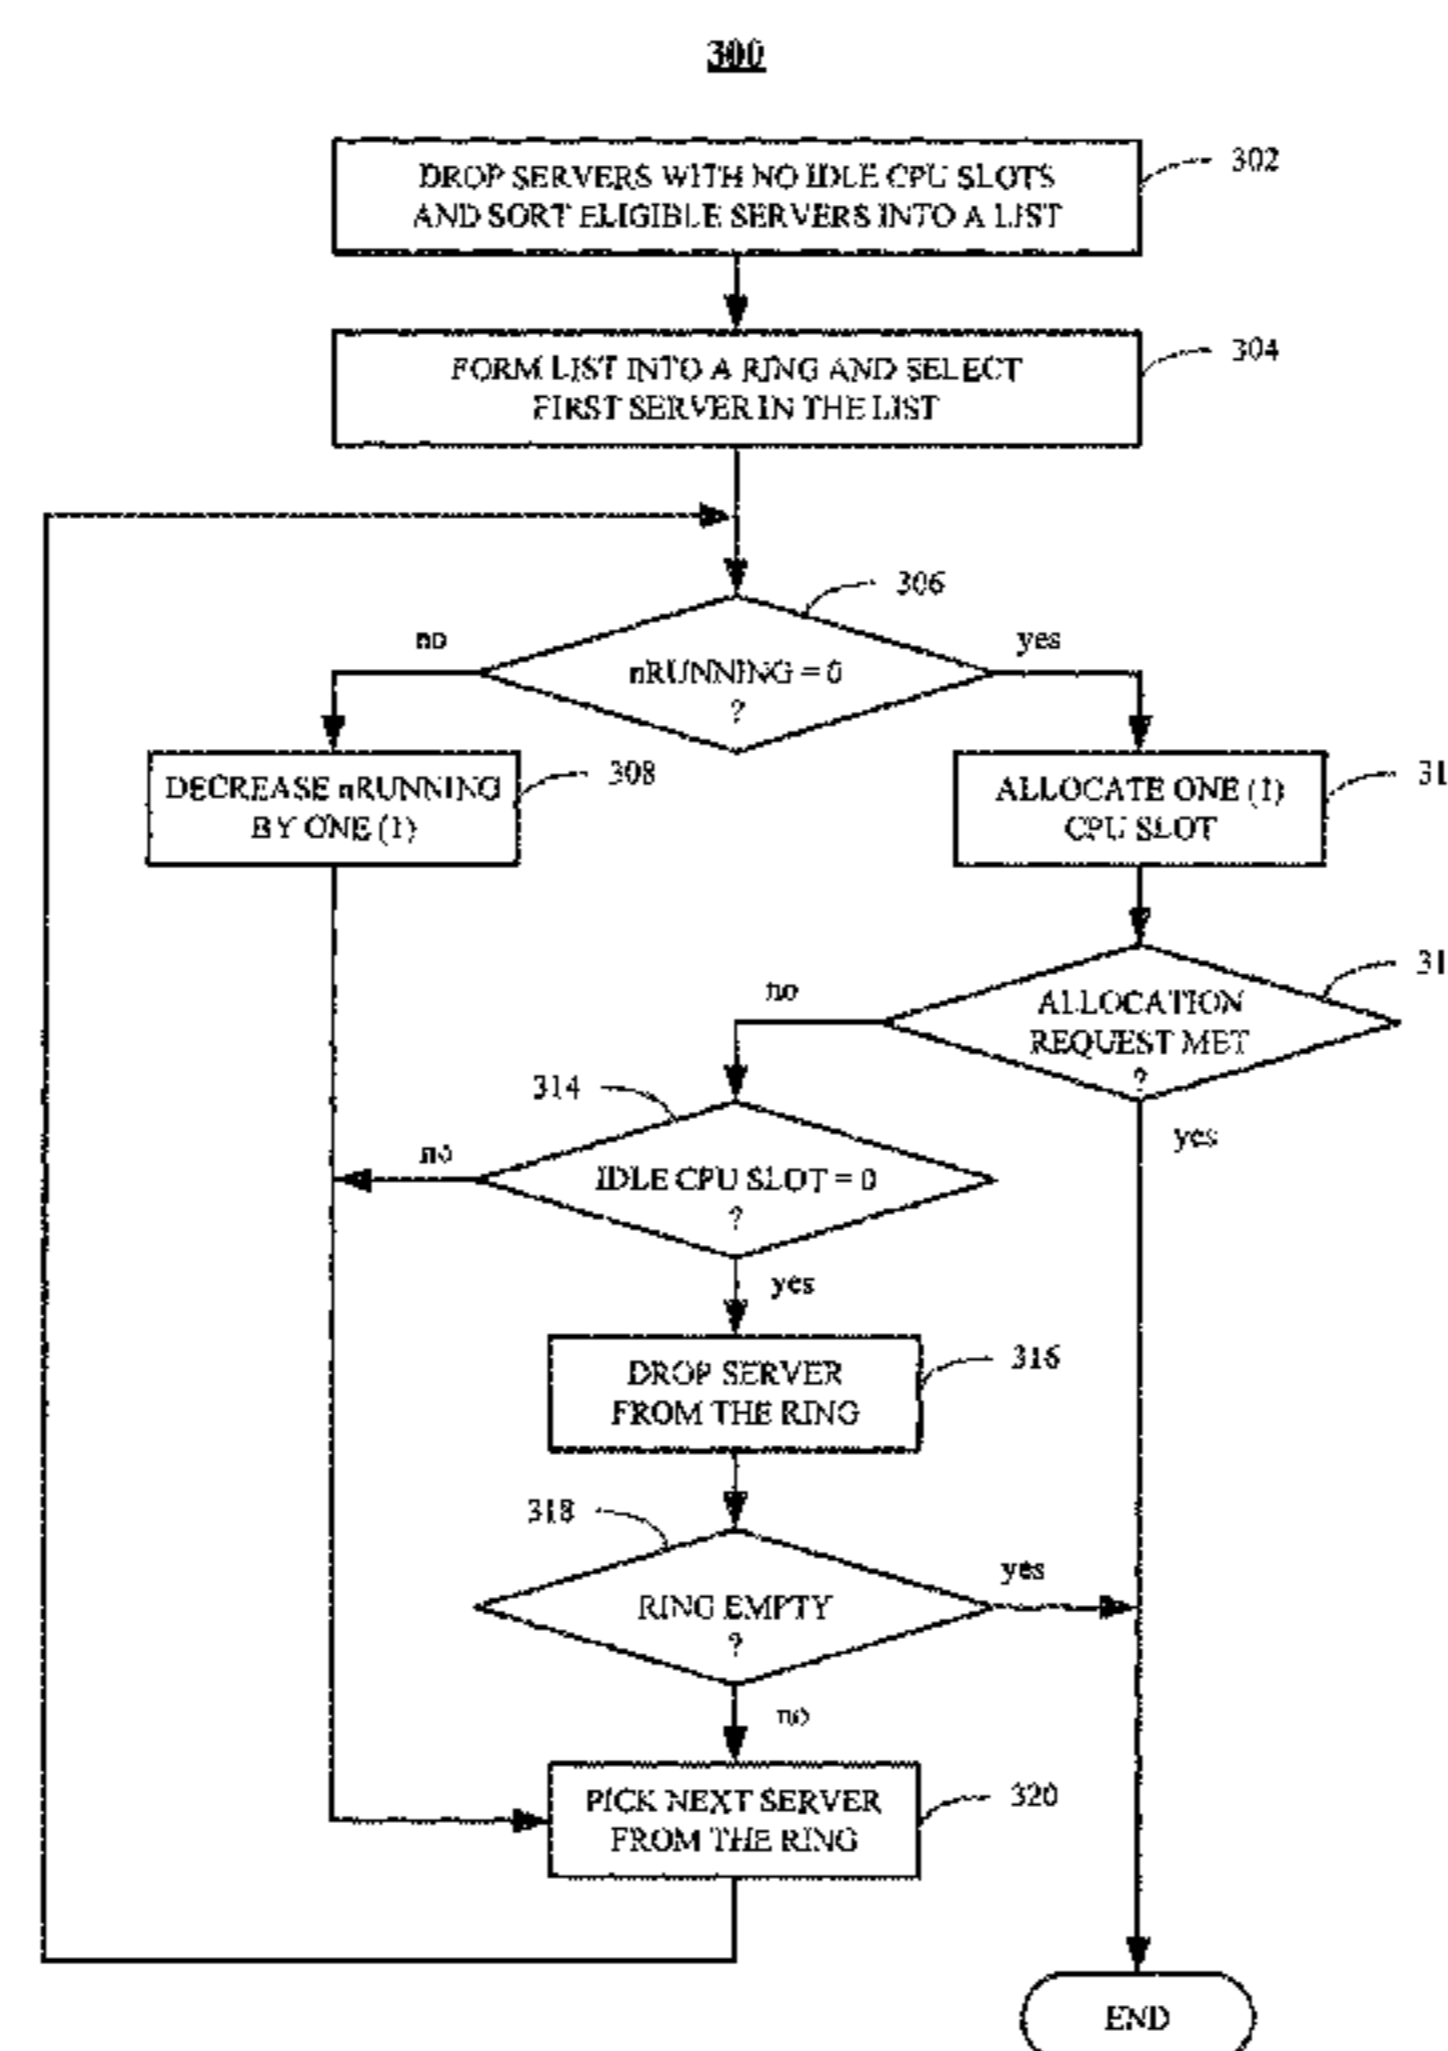 300
DROP SERVERS WITH NO IDLE CPU SLOTS
AND SORT ELIGIBLE SERVERS INTO A LIST
302
FORM LIST INTO A RING AND SELECT
FIRST SERVER IN THE LIST
304
306
no
yes
nRUNNING = 0
?
DECREASE nRUNNING
BY ONE (1)
308
ALLOCATE ONE (1)
CPU SLOT
31
31
no
ALLOCATION
REQUEST MET
?
314
yes
no
IDLE CPU SLOT = 0
?
yes
DROP SERVER
FROM THE RING
316
318
yes
RING EMPTY
?
no
PICK NEXT SERVER
FROM THE RING
320
END